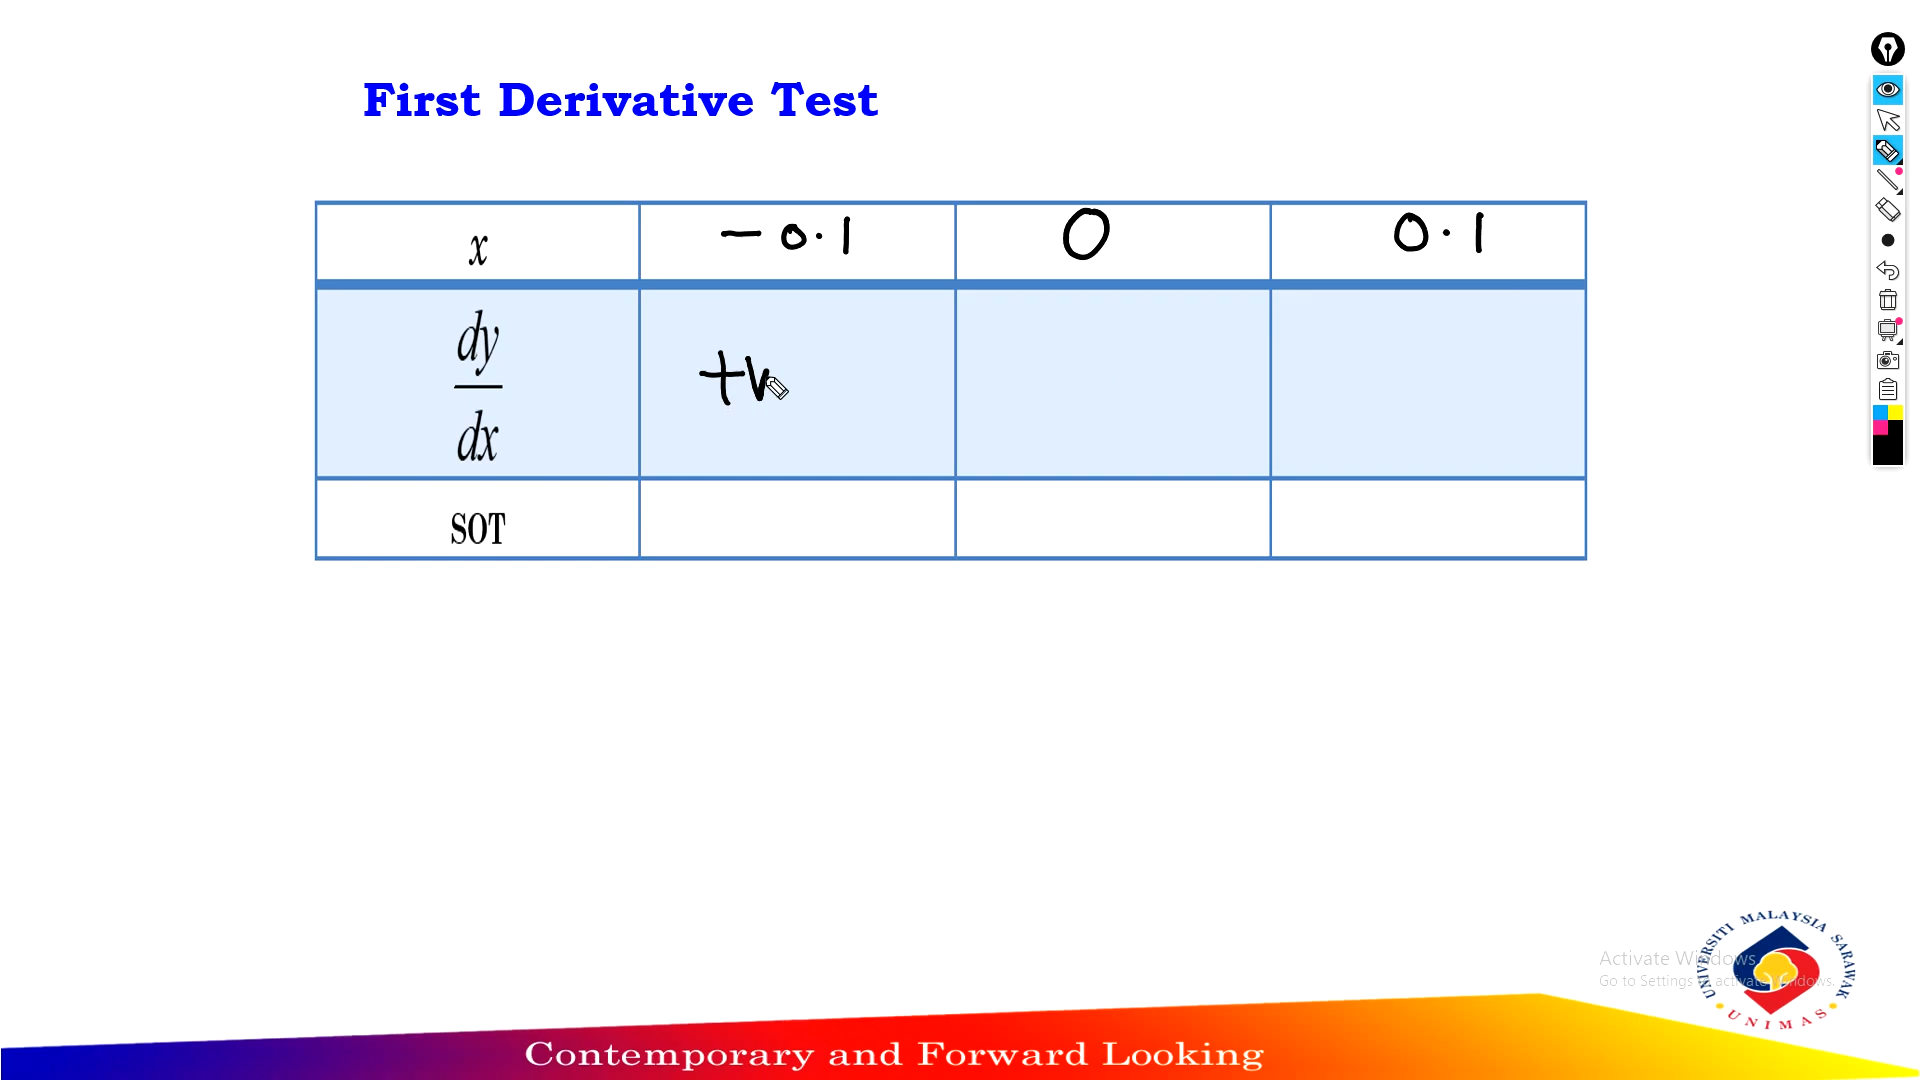 First Derivative Test
x - 0.1 0 0.1
dy
dx
+v
SOT
UNIVERSITI MALAYSIA SARAWAK
UNIMAS
Activate Windows
Go to Settings to activate Windows.
Contemporary and Forward Looking